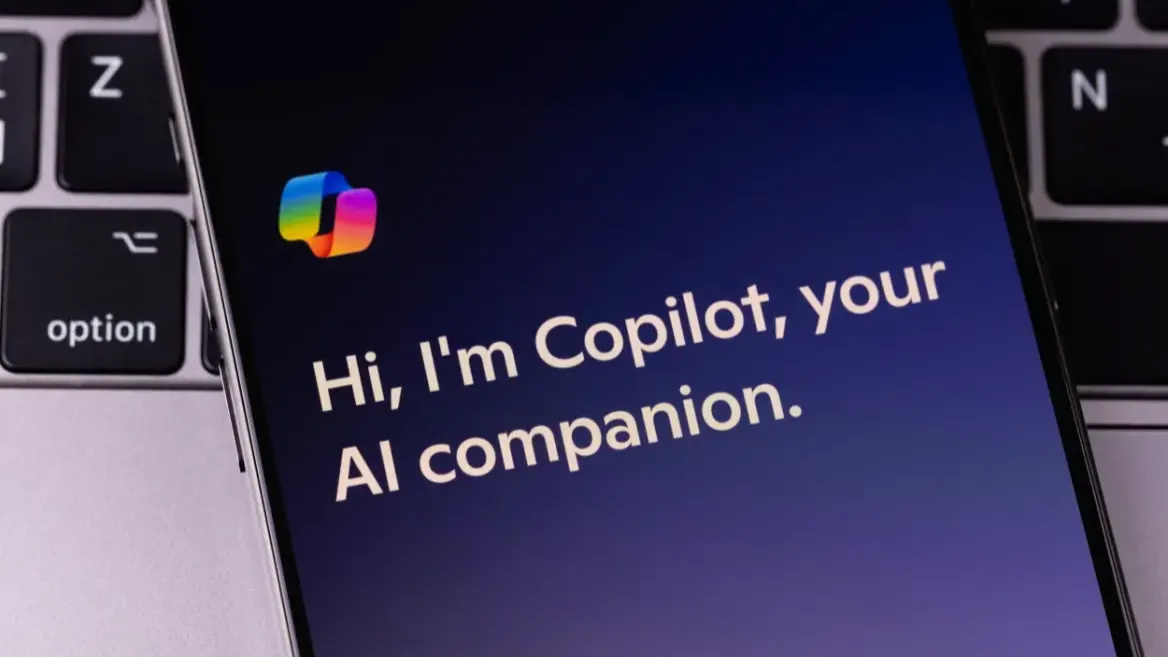 Z
N
option
Hi, I'm Copilot, your
AI companion.